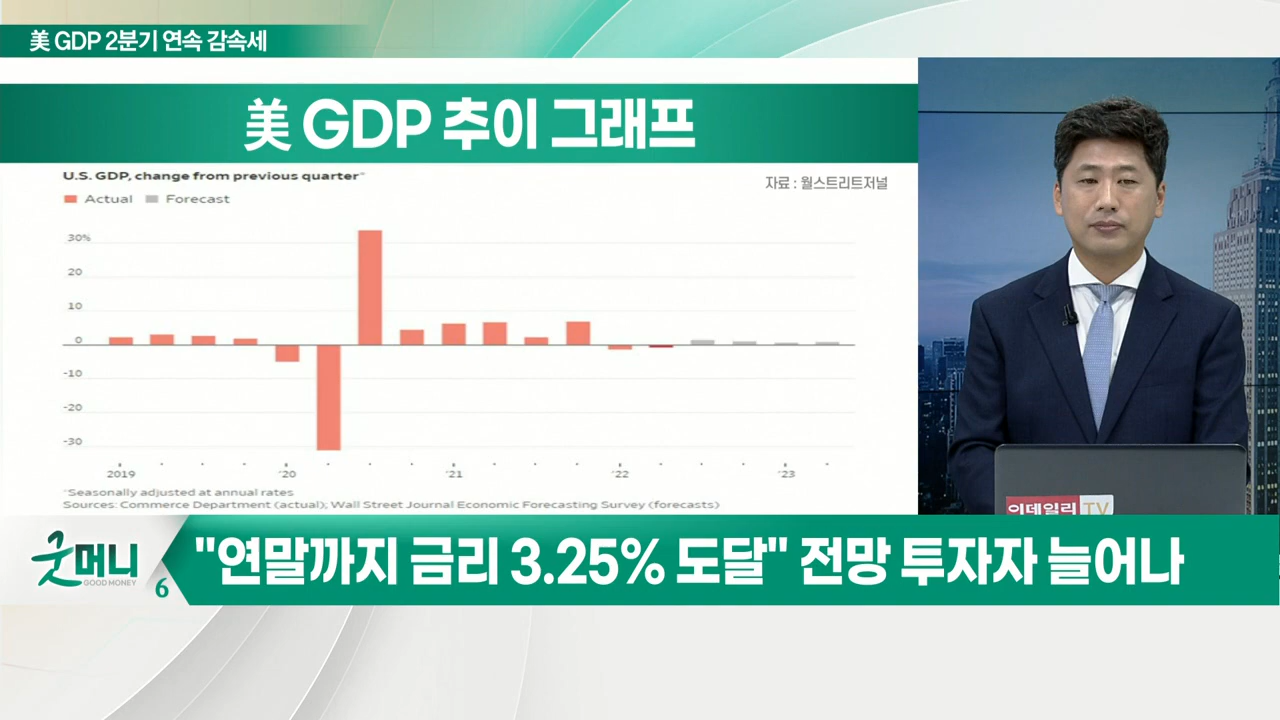 美 GDP 2분기 연속 감속세
美 GDP 추이 그래프
U.S. GDP, change from previous quarter*
자료 : 월스트리트저널
Actual Forecast
30%
20
10
0
-10
-20
-30
2019 '20 '21 '22 '23
*Seasonally adjusted at annual rates
Sources: Commerce Department (actual); Wall Street Journal Economic Forecasting Survey (forecasts)
이데일리 TV
굿머니
GOOD MONEY
6
"연말까지 금리 3.25% 도달" 전망 투자자 늘어나